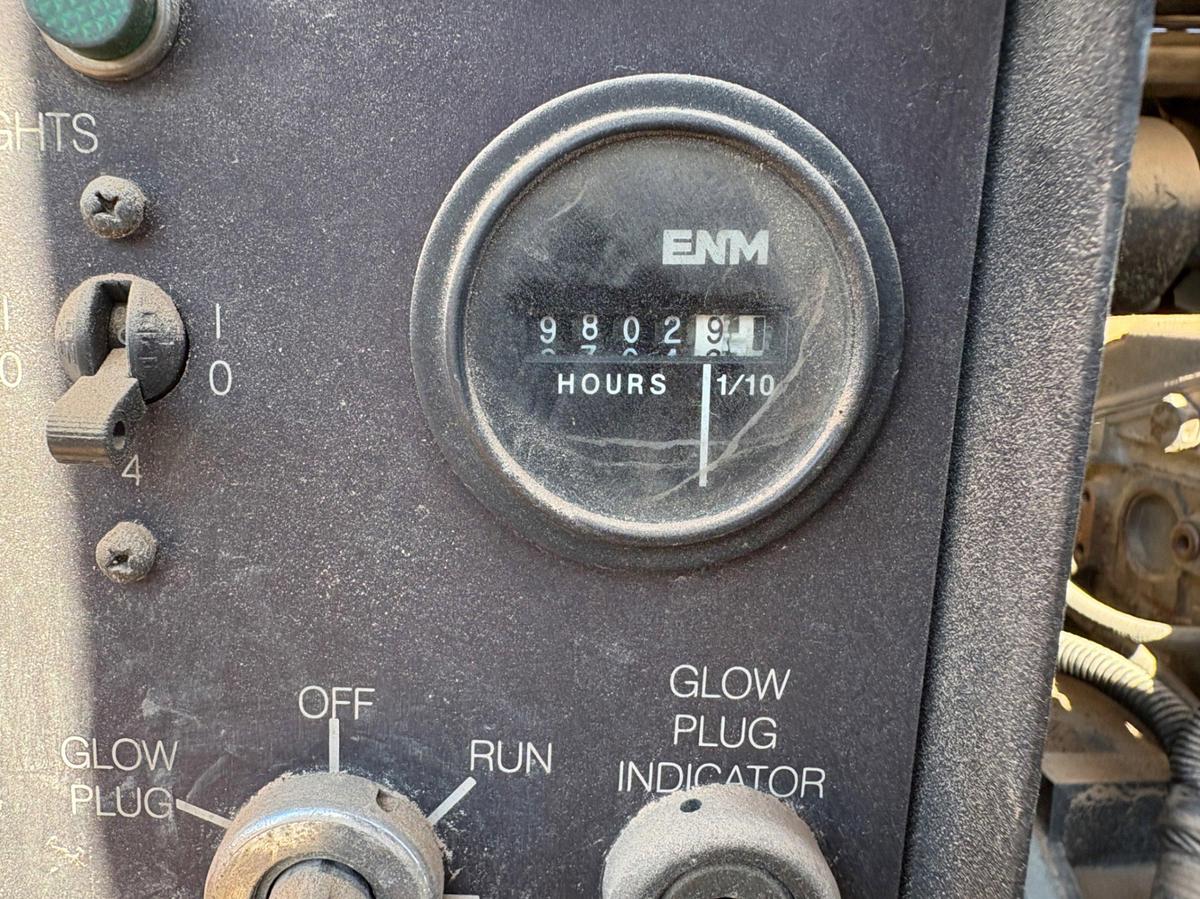 GHTS
ENM
I
I
0
0
9 8 0 2 9
HOURS 1/10
4
OFF
GLOW
PLUG
RUN
GLOW
PLUG
INDICATOR